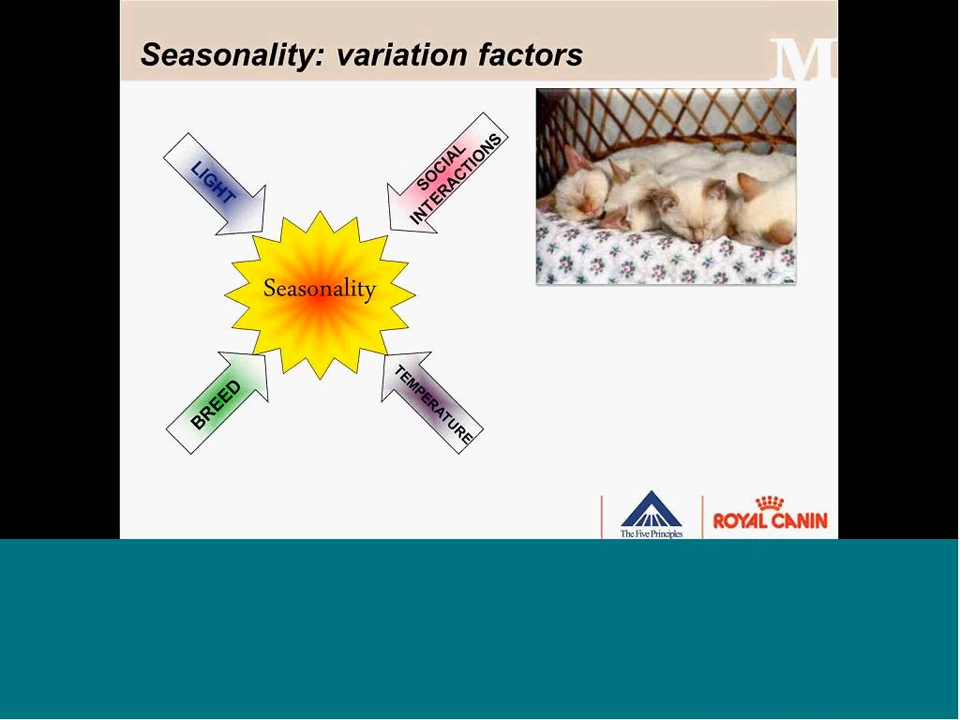 Seasonality: variation factors
M
LIGHT
SOCIAL
INTERACTIONS
Seasonality
BREED
TEMPERATURE
The Five Principles
ROYAL CANIN